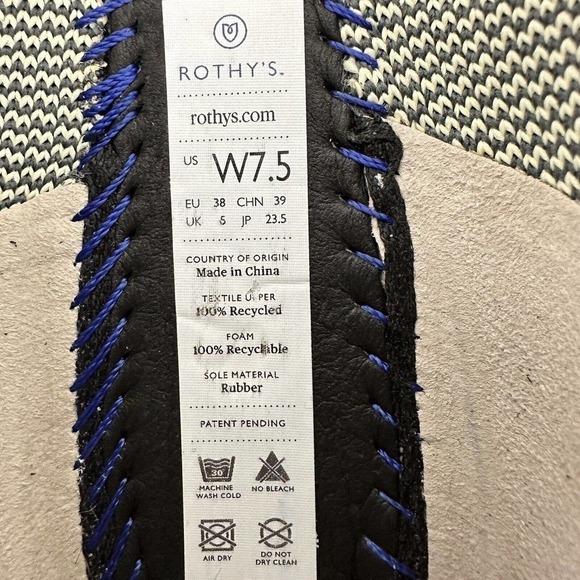 ROTHY'S™
rothys.com
US W7.5
EU 38 CHN 39
UK 5 JP 23.5
COUNTRY OF ORIGIN
Made in China
TEXTILE UPPER
100% Recycled
FOAM
100% Recyclable
SOLE MATERIAL
Rubber
PATENT PENDING
30°
MACHINE NO BLEACH
WASH COLD
AIR DRY DO NOT
DRY CLEAN